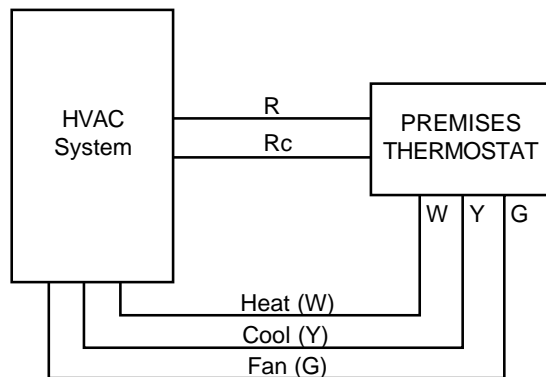 HVAC
System
R
Rc
PREMISES
THERMOSTAT
W Y G
Heat (W)
Cool (Y)
Fan (G)